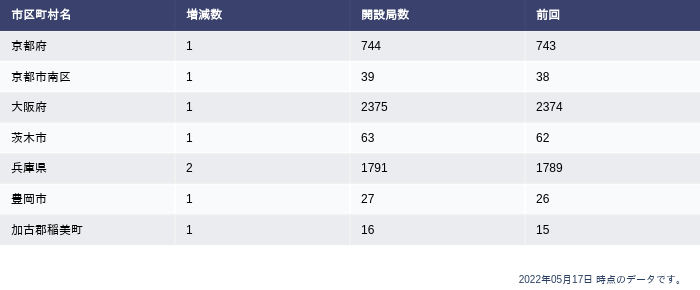 市区町村名 増減数 開設局数 前回
京都府 1 744 743
京都市南区 1 39 38
大阪府 1 2375 2374
茨木市 1 63 62
兵庫県 2 1791 1789
豊岡市 1 27 26
加古郡稲美町 1 16 15
2022年05月17日 時点のデータです。